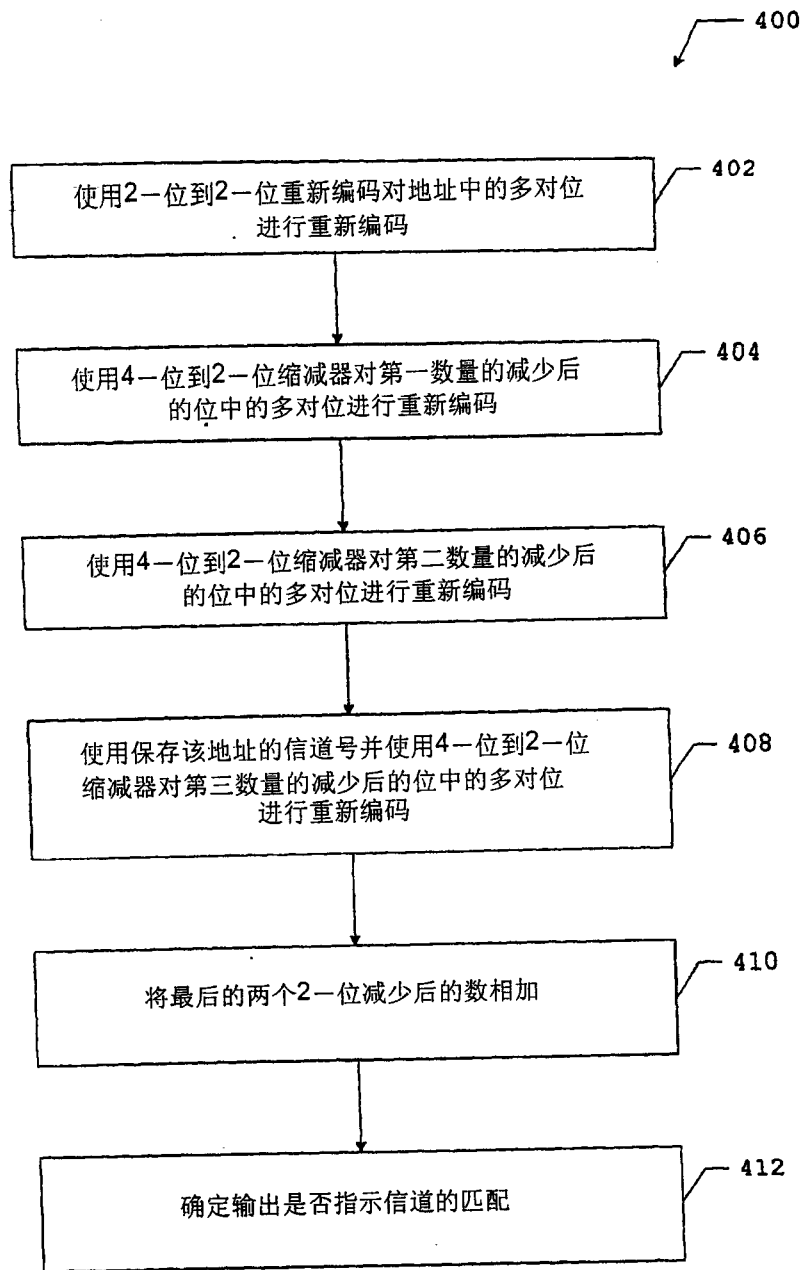 400
使用2－位到2－位重新编码对地址中的多对位
进行重新编码
402
使用4－位到2－位缩减器对第一数量的减少后
的位中的多对位进行重新编码
404
使用4－位到2－位缩减器对第二数量的减少后
的位中的多对位进行重新编码
406
使用保存该地址的信道号并使用4－位到2－位
缩减器对第三数量的减少后的位中的多对位
进行重新编码
408
将最后的两个2－位减少后的数相加
410
确定输出是否指示信道的匹配
412